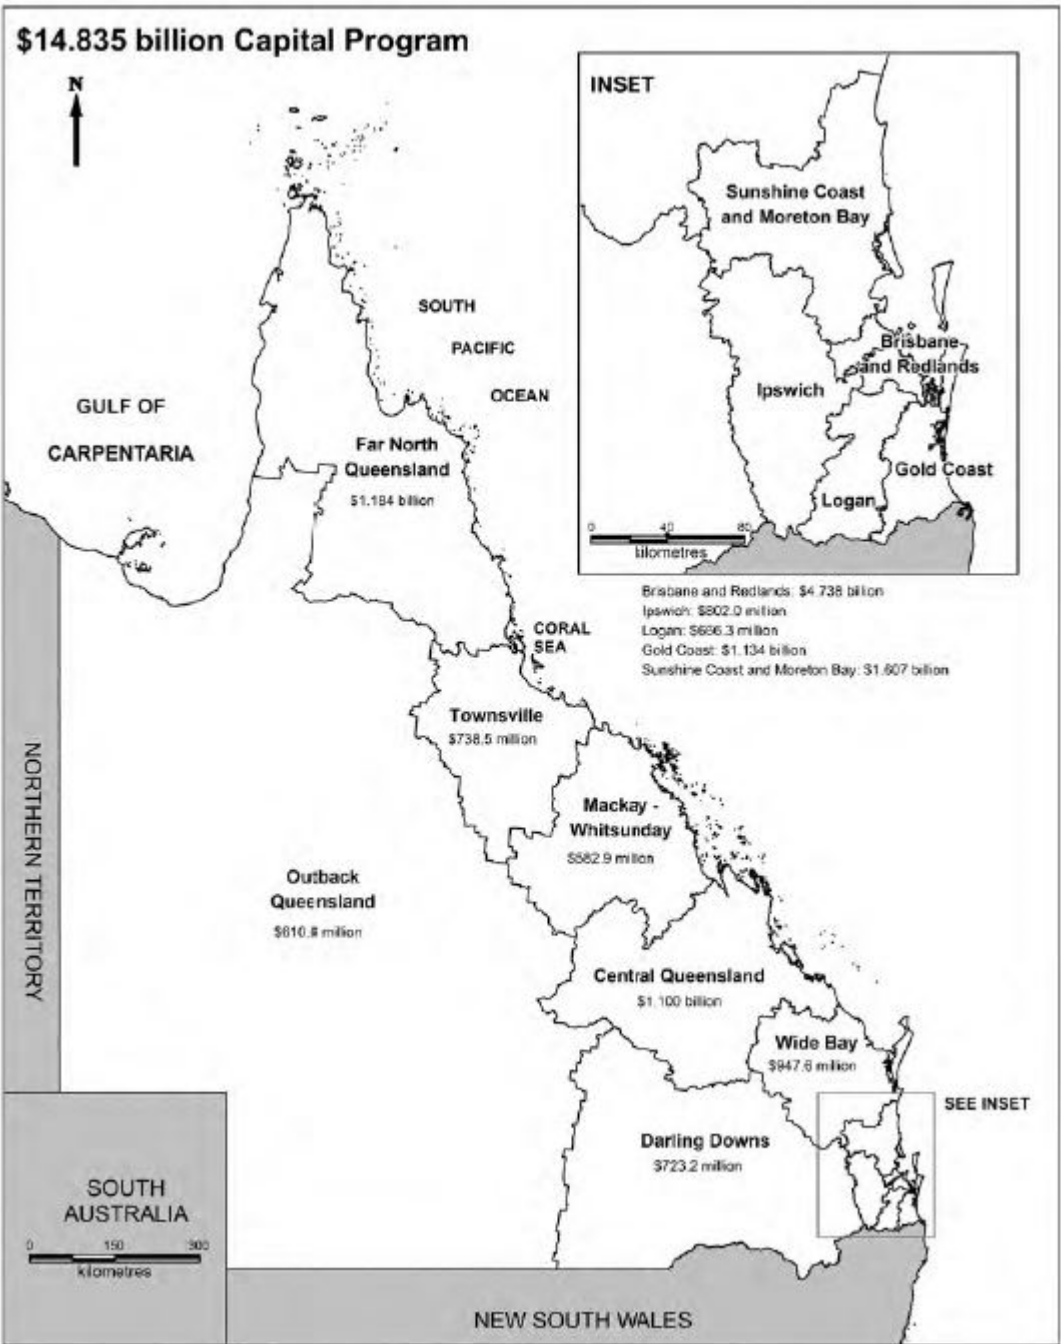 $14.835 billion Capital Program
N
INSET
Sunshine Coast
and Moreton Bay
Brisbane
and Redlands
Ipswich
Gold Coast
Logan
0 40 80
kilometres
SOUTH
PACIFIC
OCEAN
GULF OF
CARPENTARIA
Far North
Queensland
$1.184 billion
Brisbane and Redlands: $4.738 billion
Ipswich: $802.0 million
Logan: $666.3 million
Gold Coast: $1.134 billion
Sunshine Coast and Moreton Bay: $1.607 billion
CORAL
SEA
Townsville
$738.5 million
Mackay -
Whitsunday
$582.9 million
NORTHERN TERRITORY
Outback
Queensland
million
Central Queensland
$1.100 billion
Wide Bay
$947.6 million
SEE INSET
Darling Downs
$723.2 million
SOUTH
AUSTRALIA
0 150 300
kilometres
NEW SOUTH WALES